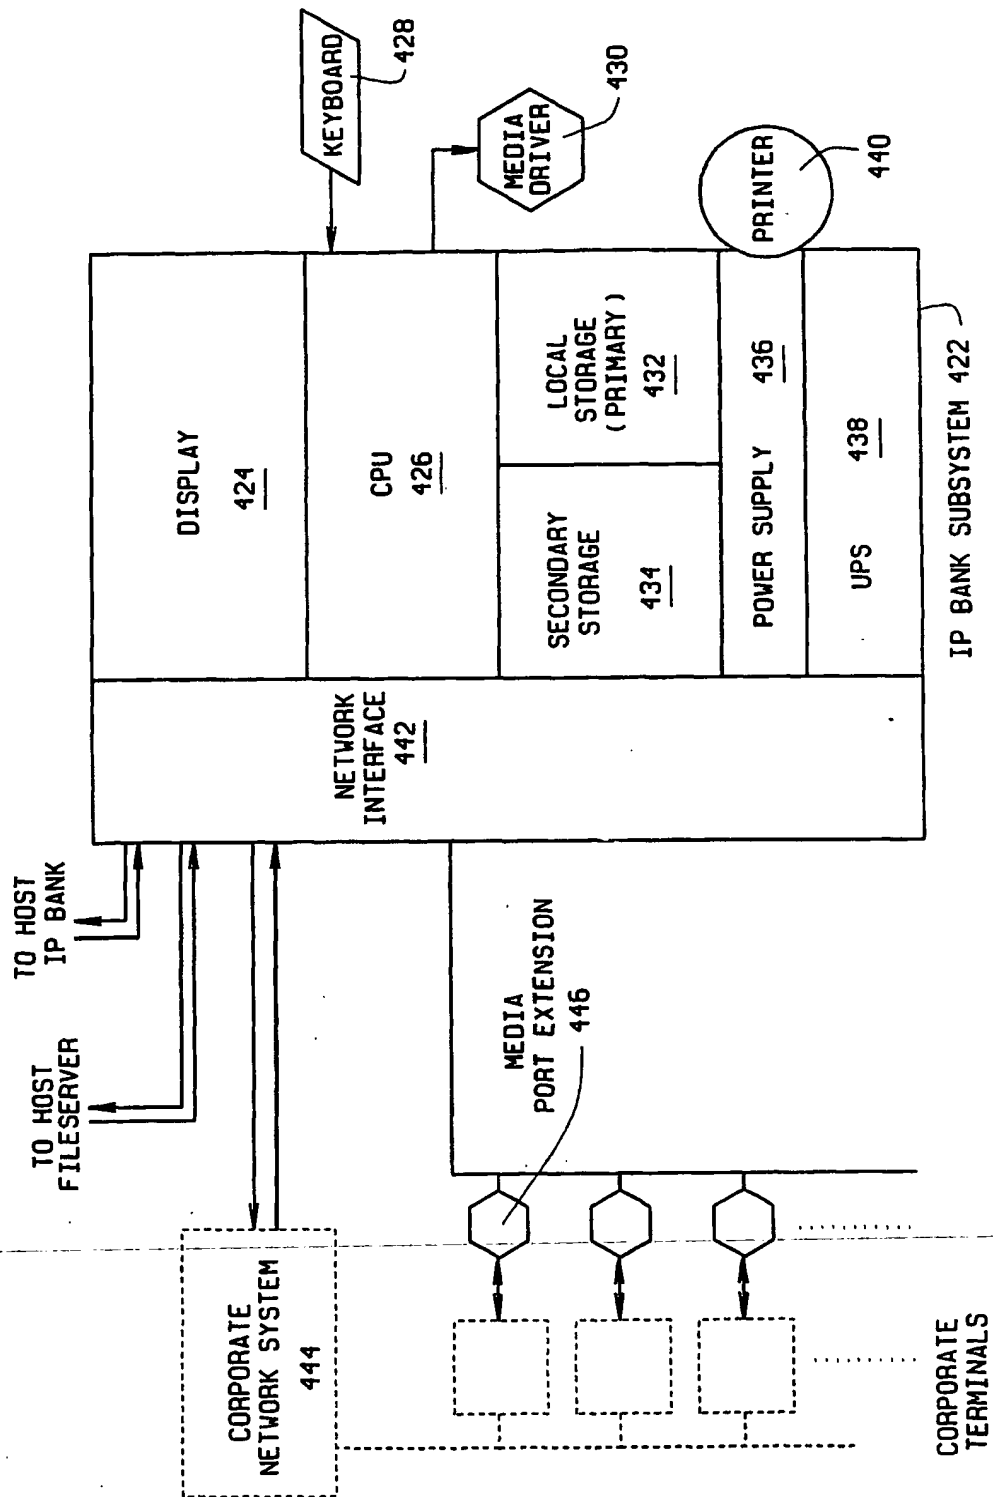 TO HOST
IP BANK
TO HOST
FILESERVER
CORPORATE
NETWORK SYSTEM
444
NETWORK
INTERFACE
442
DISPLAY
424
CPU
426
KEYBOARD
428
MEDIA
DRIVER
430
SECONDARY
STORAGE
434
LOCAL
STORAGE
(PRIMARY)
432
POWER SUPPLY 436
UPS 438
PRINTER
440
MEDIA
PORT EXTENSION
446
CORPORATE
TERMINALS
IP BANK SUBSYSTEM 422